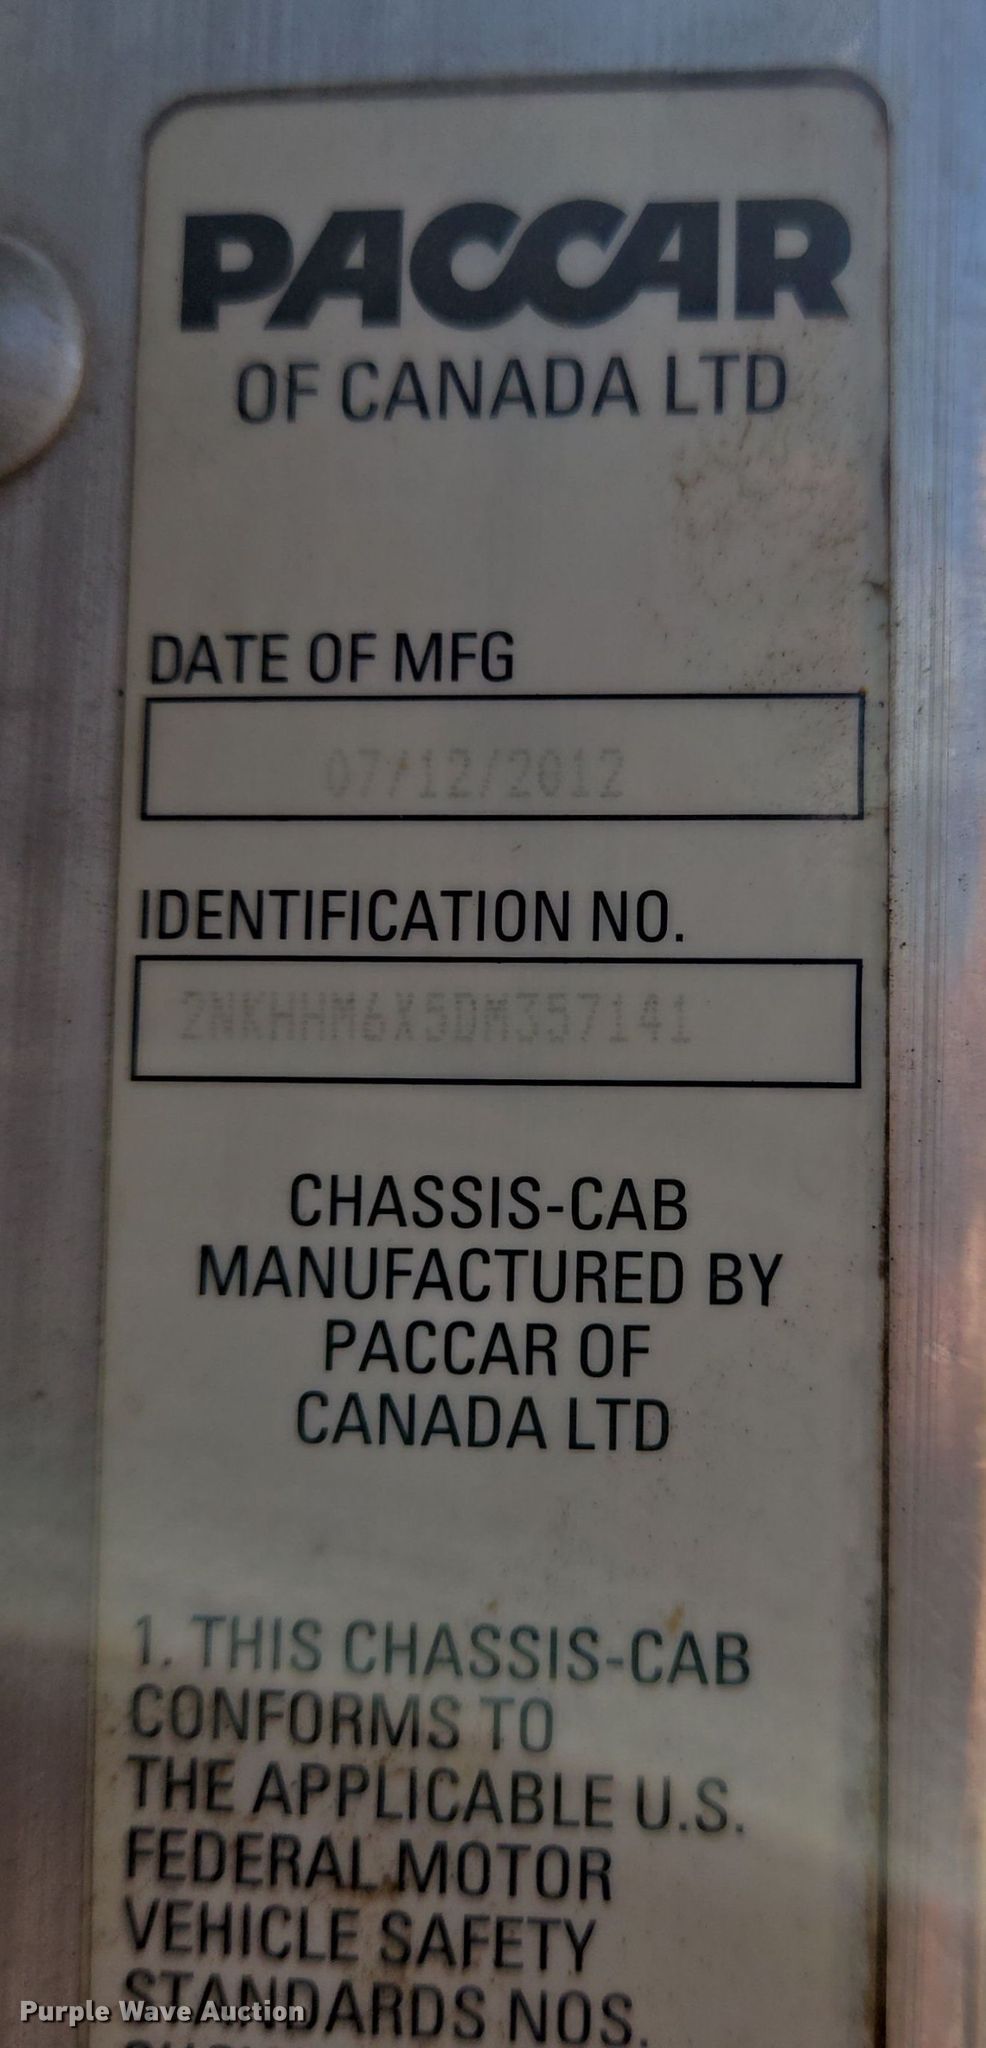 PACCAR
OF CANADA LTD
DATE OF MFG
07/12/2012
IDENTIFICATION NO.
2NKHHM6X5DM357141
CHASSIS-CAB
MANUFACTURED BY
PACCAR OF
CANADA LTD
1. THIS CHASSIS-CAB
CONFORMS TO
THE APPLICABLE U.S.
FEDERAL MOTOR
VEHICLE SAFETY
STANDARDS NOS.
Purple Wave Auction